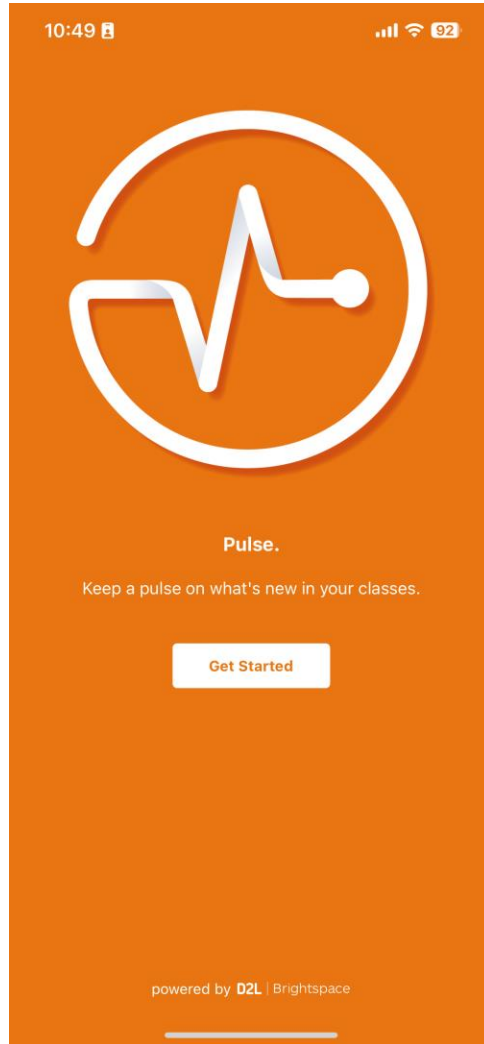 10:49
92
Pulse.
Keep a pulse on what's new in your classes.
Get Started
powered by D2L | Brightspace